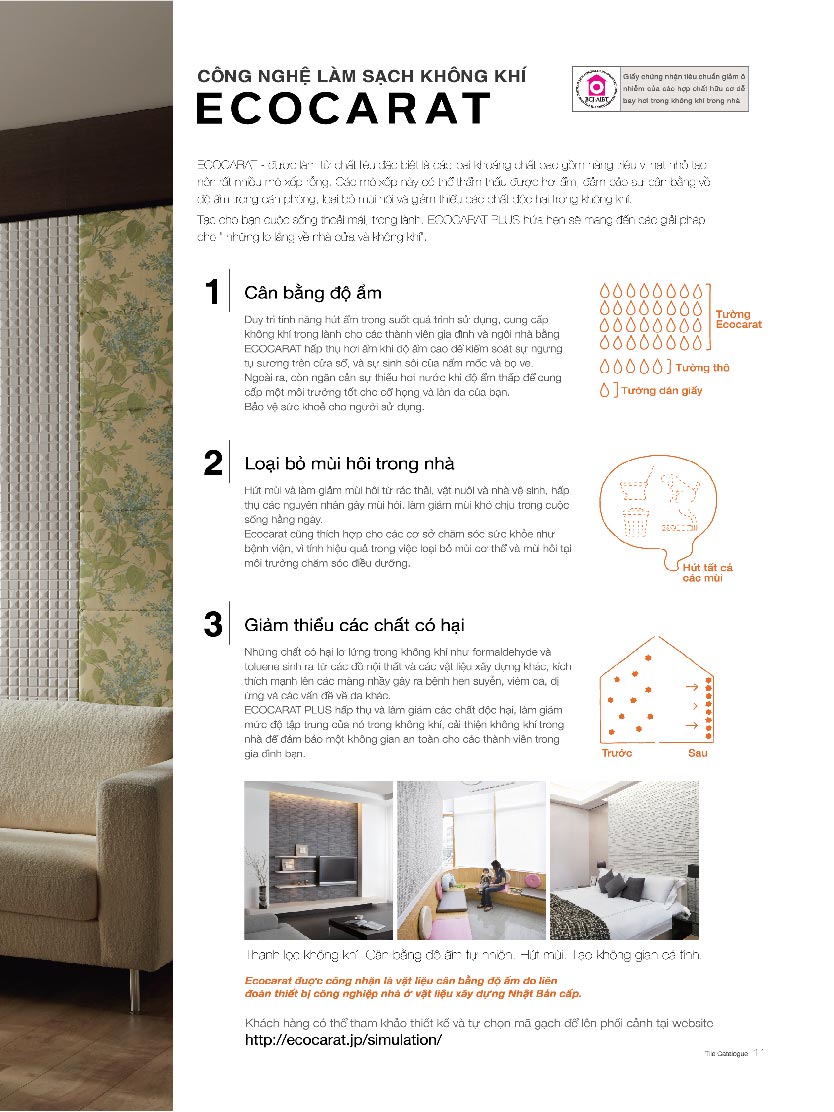 CÔNG NGHỆ LÀM SẠCH KHÔNG KHÍ
ECOCARAT
Giấy chứng nhận tiêu chuẩn giảm ô
nhiễm của các hợp chất hữu cơ dễ
bay hơi trong không khí trong nhà
ECOCARAT - được làm từ chất liệu đặc biệt là các loại khoáng chất bao gồm hàng triệu vi hạt nhỏ tạo
nên rất nhiều mô xốp rỗng. Các mô xốp này có thể thẩm thấu được hơi ẩm, đảm bảo sự cân bằng về
độ ẩm trong căn phòng, loại bỏ mùi hôi và giảm thiểu các chất độc hại trong không khí.
Tạo cho bạn cuộc sống thoải mái, trong lành. ECOCARAT PLUS hứa hẹn sẽ mang đến các giải pháp
cho " những lo lắng về nhà cửa và không khí".
1 Cân bằng độ ẩm
Duy trì tính năng hút ẩm trong suốt quá trình sử dụng, cung cấp
không khí trong lành cho các thành viên gia đình và ngôi nhà bằng
ECOCARAT hấp thụ hơi ẩm khi độ ẩm cao để kiểm soát sự ngưng
tụ sương trên cửa sổ, và sự sinh sôi của nấm mốc và bọ ve.
Ngoài ra, còn ngăn cản sự thiếu hơi nước khi độ ẩm thấp để cung
cấp một môi trường tốt cho cổ họng và làn da của bạn.
Bảo vệ sức khoẻ cho người sử dụng.
Tường
Ecocarat
Tường thô
Tường dán giấy
2 Loại bỏ mùi hôi trong nhà
Hút mùi và làm giảm mùi hôi từ rác thải, vật nuôi và nhà vệ sinh, hấp
thụ các nguyên nhân gây mùi hôi. làm giảm mùi khó chịu trong cuộc
sống hằng ngày.
Ecocarat cũng thích hợp cho các cơ sở chăm sóc sức khỏe như
bệnh viện, vì tính hiệu quả trong việc loại bỏ mùi cơ thể và mùi hôi tại
môi trường chăm sóc điều dưỡng.
Hút tất cả
các mùi
3 Giảm thiểu các chất có hại
Những chất có hại lơ lửng trong không khí như formaldehyde và
toluene sinh ra từ các đồ nội thất và các vật liệu xây dựng khác, kích
thích mạnh lên các màng nhầy gây ra bệnh hen suyễn, viêm da, dị
ứng và các vấn đề về da khác.
ECOCARAT PLUS hấp thụ và làm giảm các chất độc hại, làm giảm
mức độ tập trung của nó trong không khí, cải thiện không khí trong
nhà để đảm bảo một không gian an toàn cho các thành viên trong
gia đình bạn.
Trước
Sau
Thanh lọc không khí. Cân bằng độ ẩm tự nhiên. Hút mùi. Tạo không gian cá tính.
Ecocarat được công nhận là vật liệu cân bằng độ ẩm do liên
đoàn thiết bị công nghiệp nhà ở vật liệu xây dựng Nhật Bản cấp.
Khách hàng có thể tham khảo thiết kế và tự chọn mã gạch để lên phối cảnh tại website
http://ecocarat.jp/simulation/
Tile Catalogue